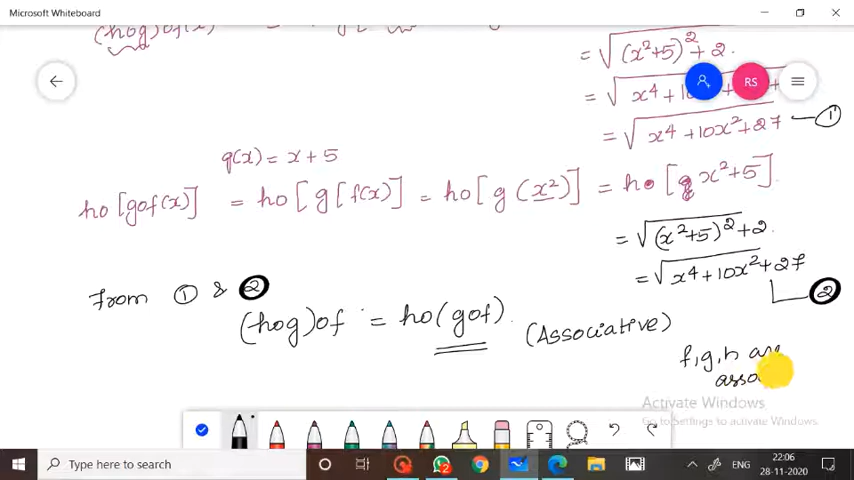 Microsoft Whiteboard
(hog)of(x)
= √(x²+5)² + 2.
RS
= √x⁴ + 10
= √x⁴ + 10x² + 27 — ①
g(x) = x + 5
ho[gof(x)] = ho[g[f(x)] = ho[g(x²)] = ho[g x²+5].
= √(x²+5)² + 2.
= √x⁴ + 10x² + 27
②
From ① & ②
(hog)of = ho(gof). (Associative)
f,g,h are
asso
Activate Windows
Go to Settings to activate Windows.
Type here to search
2
ENG
22:06
28-11-2020